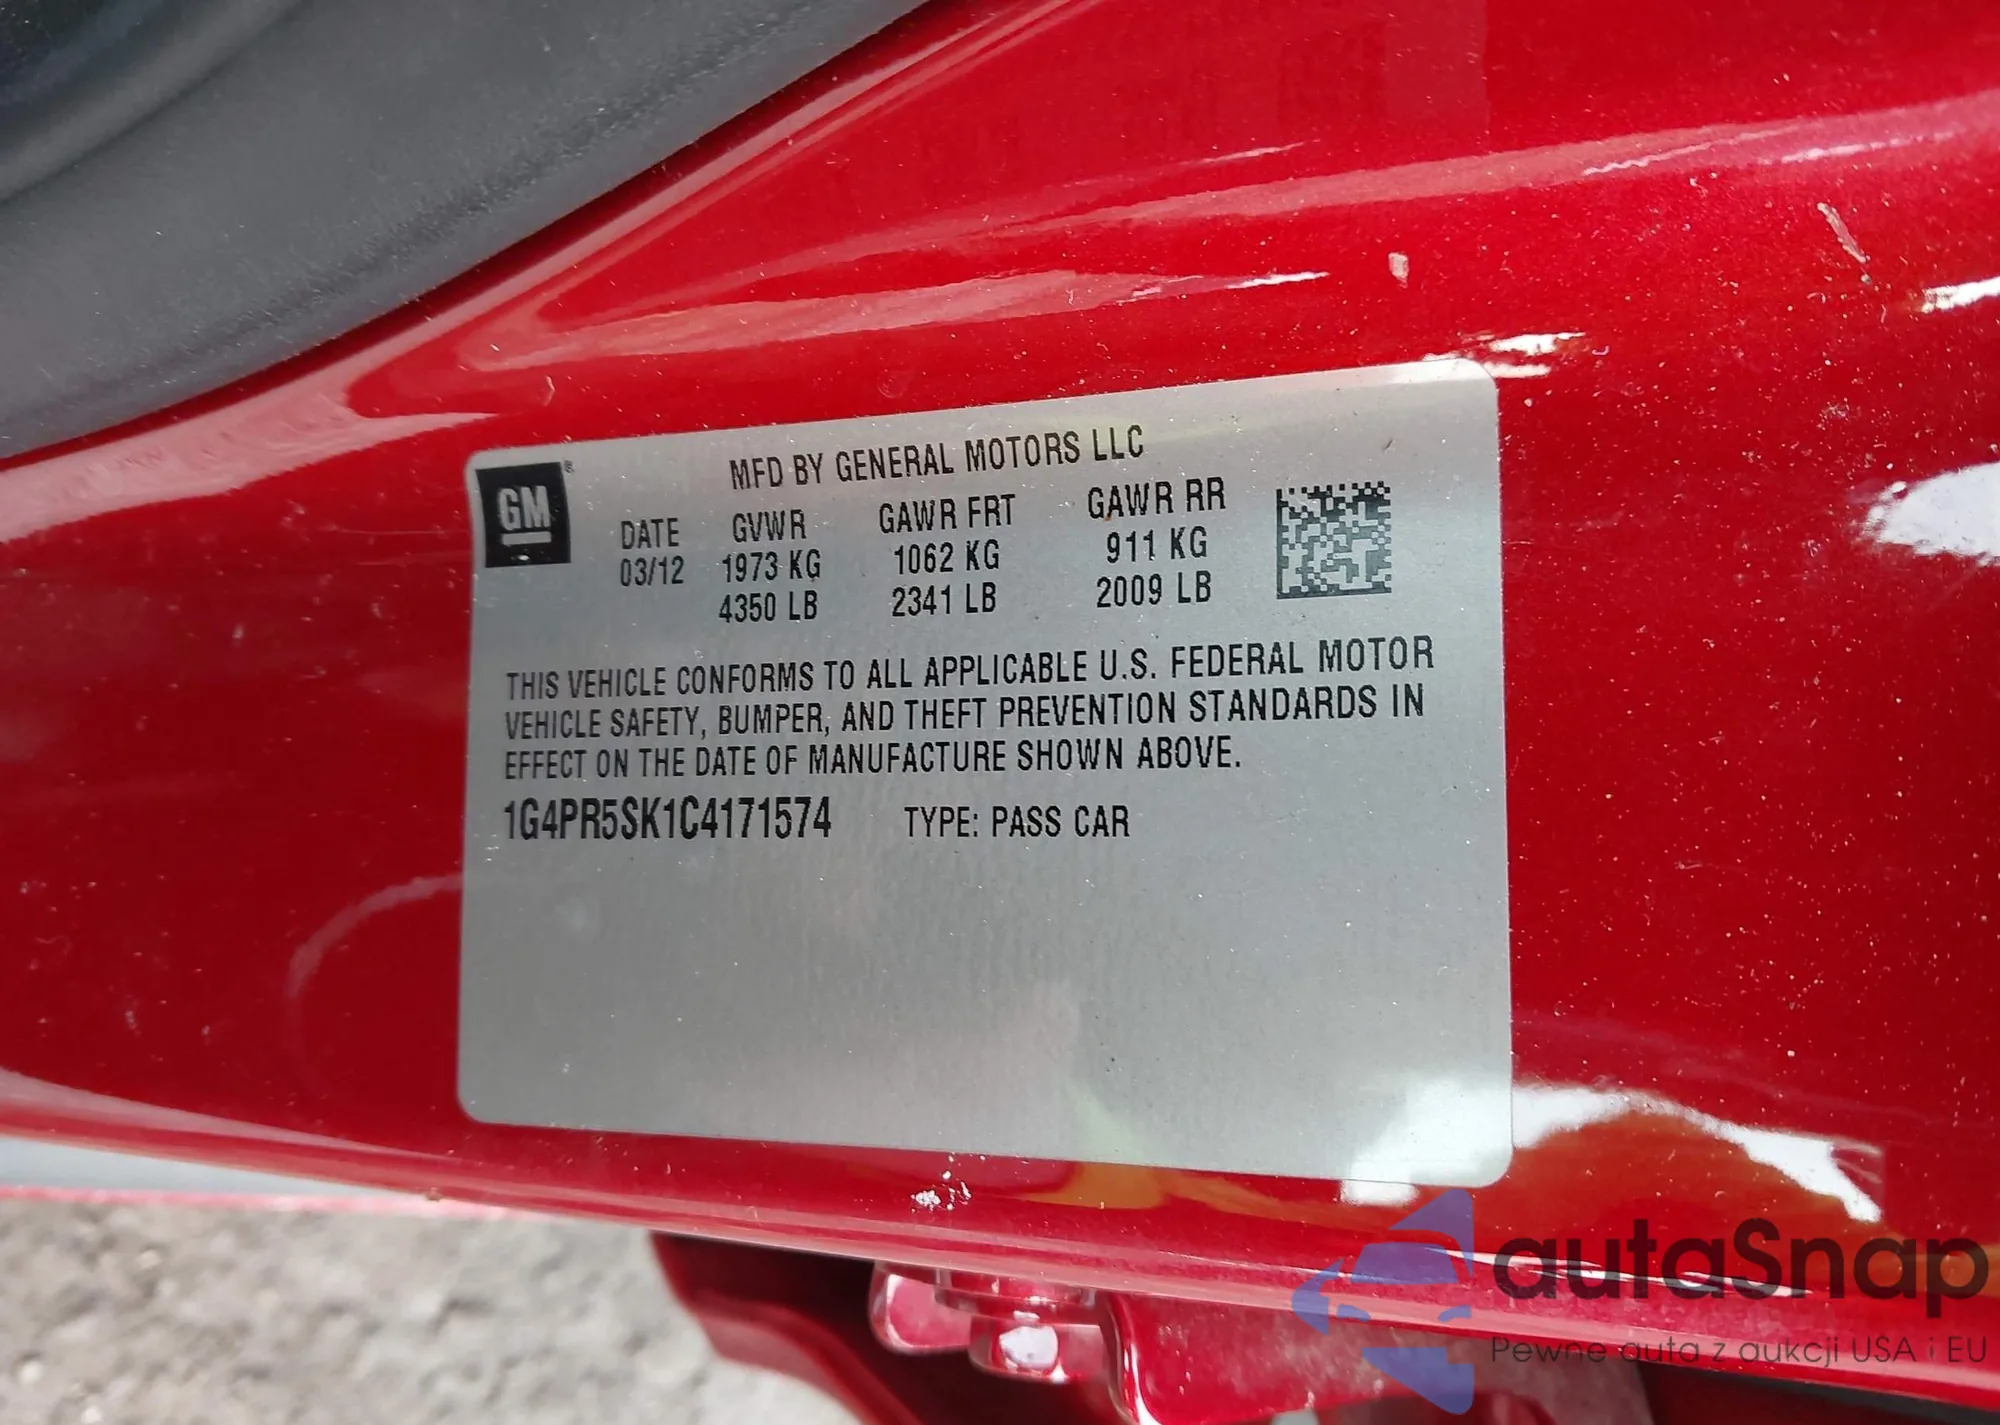 MFD BY GENERAL MOTORS LLC
GM®
DATE GVWR GAWR FRT GAWR RR
03/12 1973 KG 1062 KG 911 KG
4350 LB 2341 LB 2009 LB
THIS VEHICLE CONFORMS TO ALL APPLICABLE U.S. FEDERAL MOTOR
VEHICLE SAFETY, BUMPER, AND THEFT PREVENTION STANDARDS IN
EFFECT ON THE DATE OF MANUFACTURE SHOWN ABOVE.
1G4PR5SK1C4171574 TYPE: PASS CAR
autaSnap
Pewne auta z aukcji USA i EU